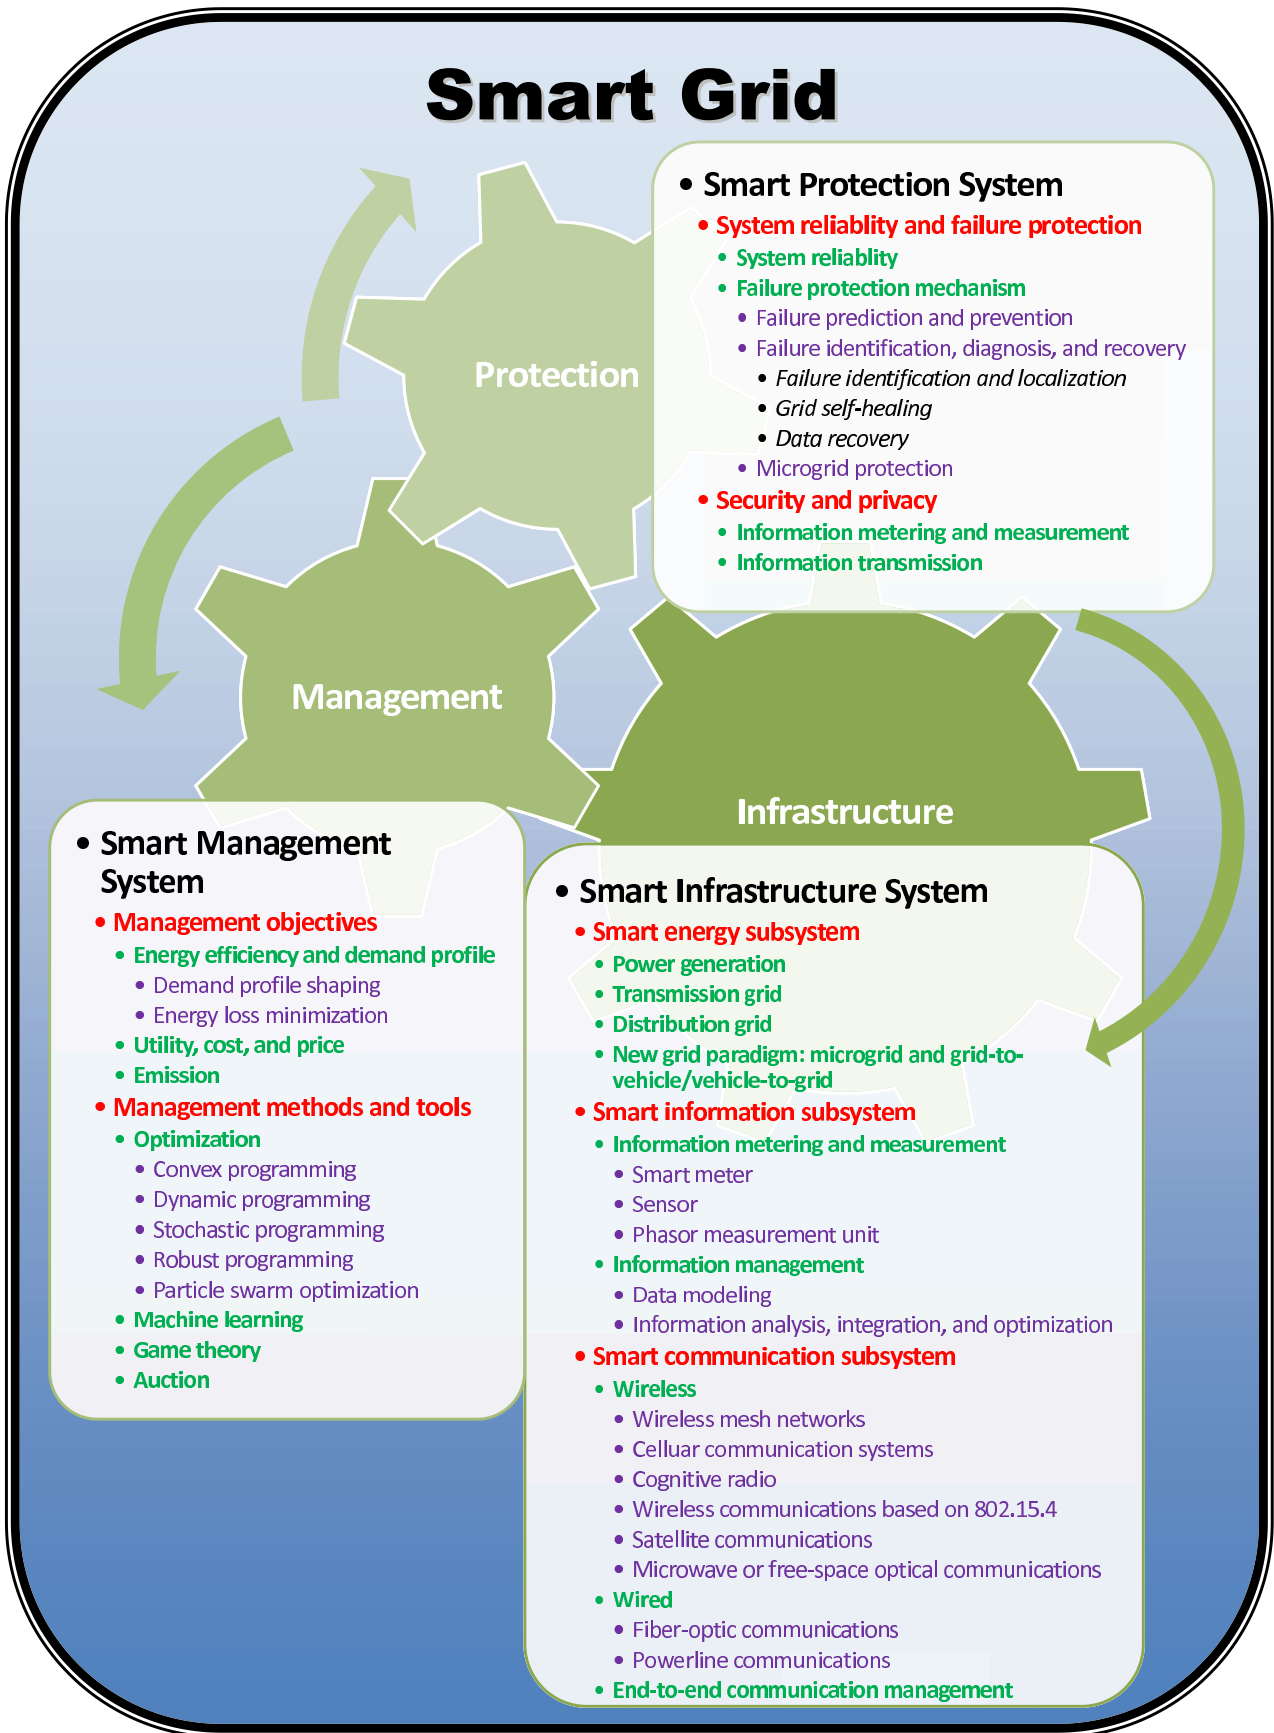 Smart Grid
• Smart Protection System
• System reliablity and failure protection
• System reliablity
• Failure protection mechanism
• Failure prediction and prevention
• Failure identification, diagnosis, and recovery
• Failure identification and localization
• Grid self-healing
• Data recovery
• Microgrid protection
• Security and privacy
• Information metering and measurement
• Information transmission
Protection
Management
Infrastructure
• Smart Management
System
• Management objectives
• Energy efficiency and demand profile
• Demand profile shaping
• Energy loss minimization
• Utility, cost, and price
• Emission
• Management methods and tools
• Optimization
• Convex programming
• Dynamic programming
• Stochastic programming
• Robust programming
• Particle swarm optimization
• Machine learning
• Game theory
• Auction
• Smart Infrastructure System
• Smart energy subsystem
• Power generation
• Transmission grid
• Distribution grid
• New grid paradigm: microgrid and grid-to-
vehicle/vehicle-to-grid
• Smart information subsystem
• Information metering and measurement
• Smart meter
• Sensor
• Phasor measurement unit
• Information management
• Data modeling
• Information analysis, integration, and optimization
• Smart communication subsystem
• Wireless
• Wireless mesh networks
• Celluar communication systems
• Cognitive radio
• Wireless communications based on 802.15.4
• Satellite communications
• Microwave or free-space optical communications
• Wired
• Fiber-optic communications
• Powerline communications
• End-to-end communication management